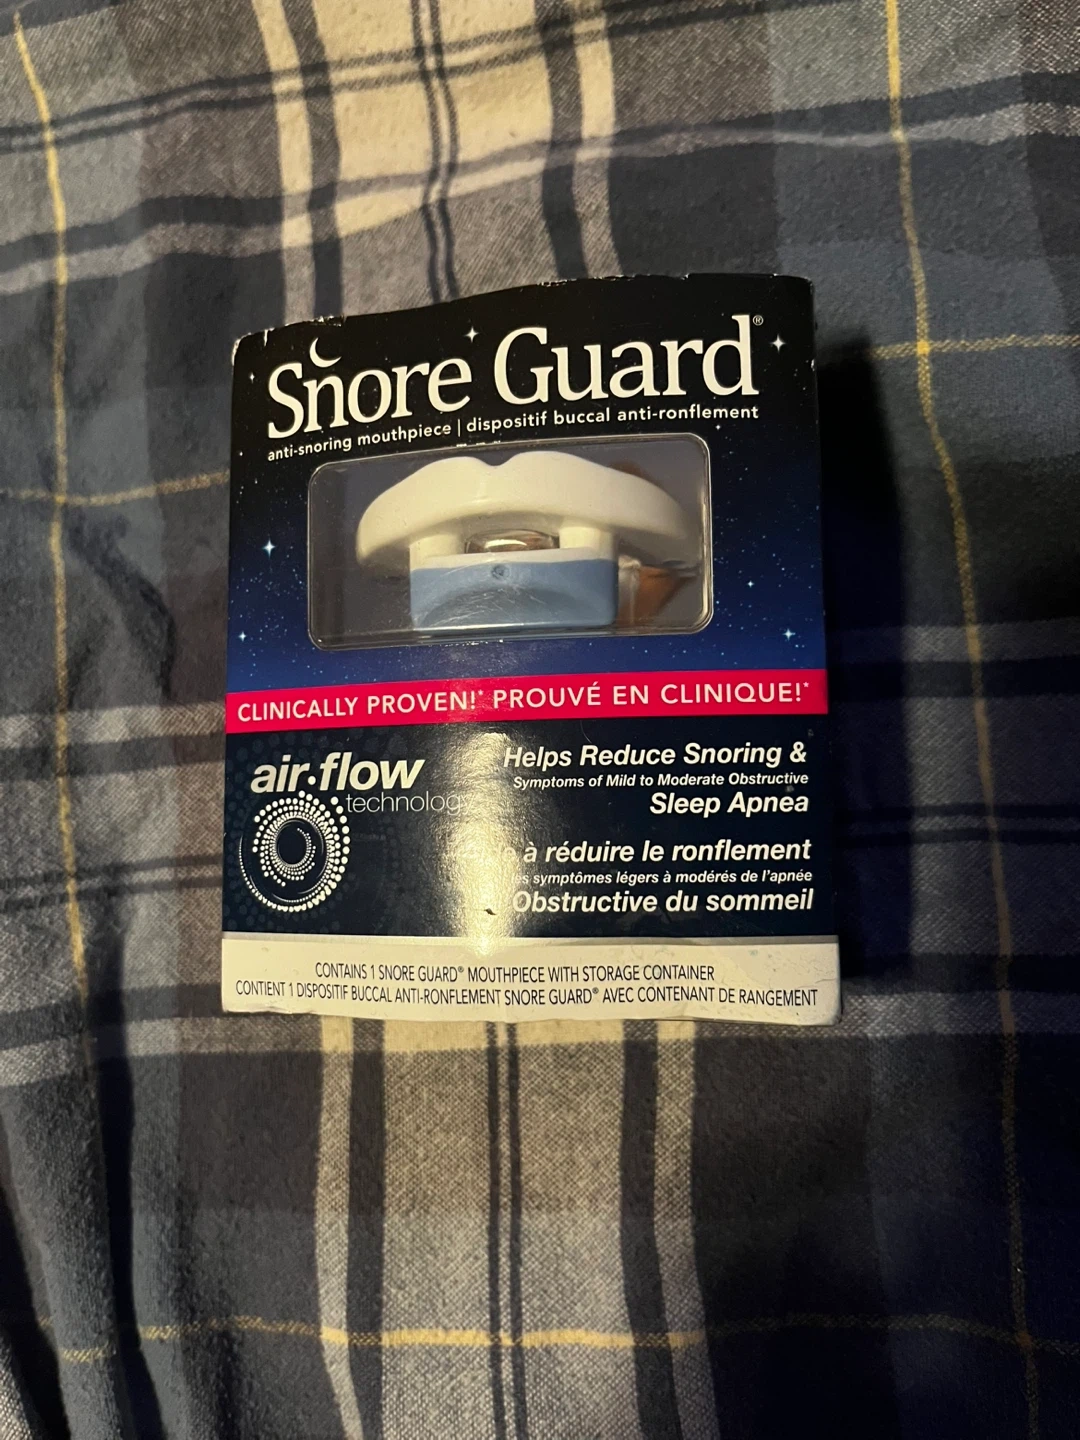 Snore Guard®
anti-snoring mouthpiece | dispositif buccal anti-ronflement
CLINICALLY PROVEN!* PROUVÉ EN CLINIQUE!*
air·flow
technology
Helps Reduce Snoring &
Symptoms of Mild to Moderate Obstructive
Sleep Apnea
à réduire le ronflement
symptômes légers à modérés de l'apnée
Obstructive du sommeil
CONTAINS 1 SNORE GUARD® MOUTHPIECE WITH STORAGE CONTAINER
CONTIENT 1 DISPOSITIF BUCCAL ANTI-RONFLEMENT SNORE GUARD® AVEC CONTENANT DE RANGEMENT